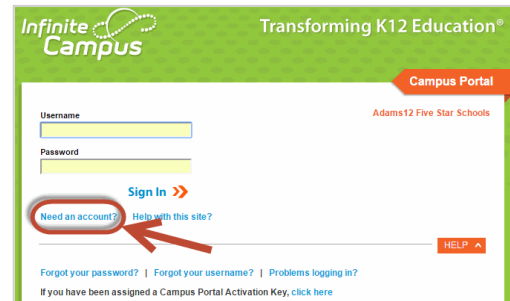 Infinite Campus
Transforming K12 Education®
Campus Portal
Adams12 Five Star Schools
Username
Password
Sign In
Need an account? Help with this site?
HELP
Forgot your password? | Forgot your username? | Problems logging in?
If you have been assigned a Campus Portal Activation Key, click here